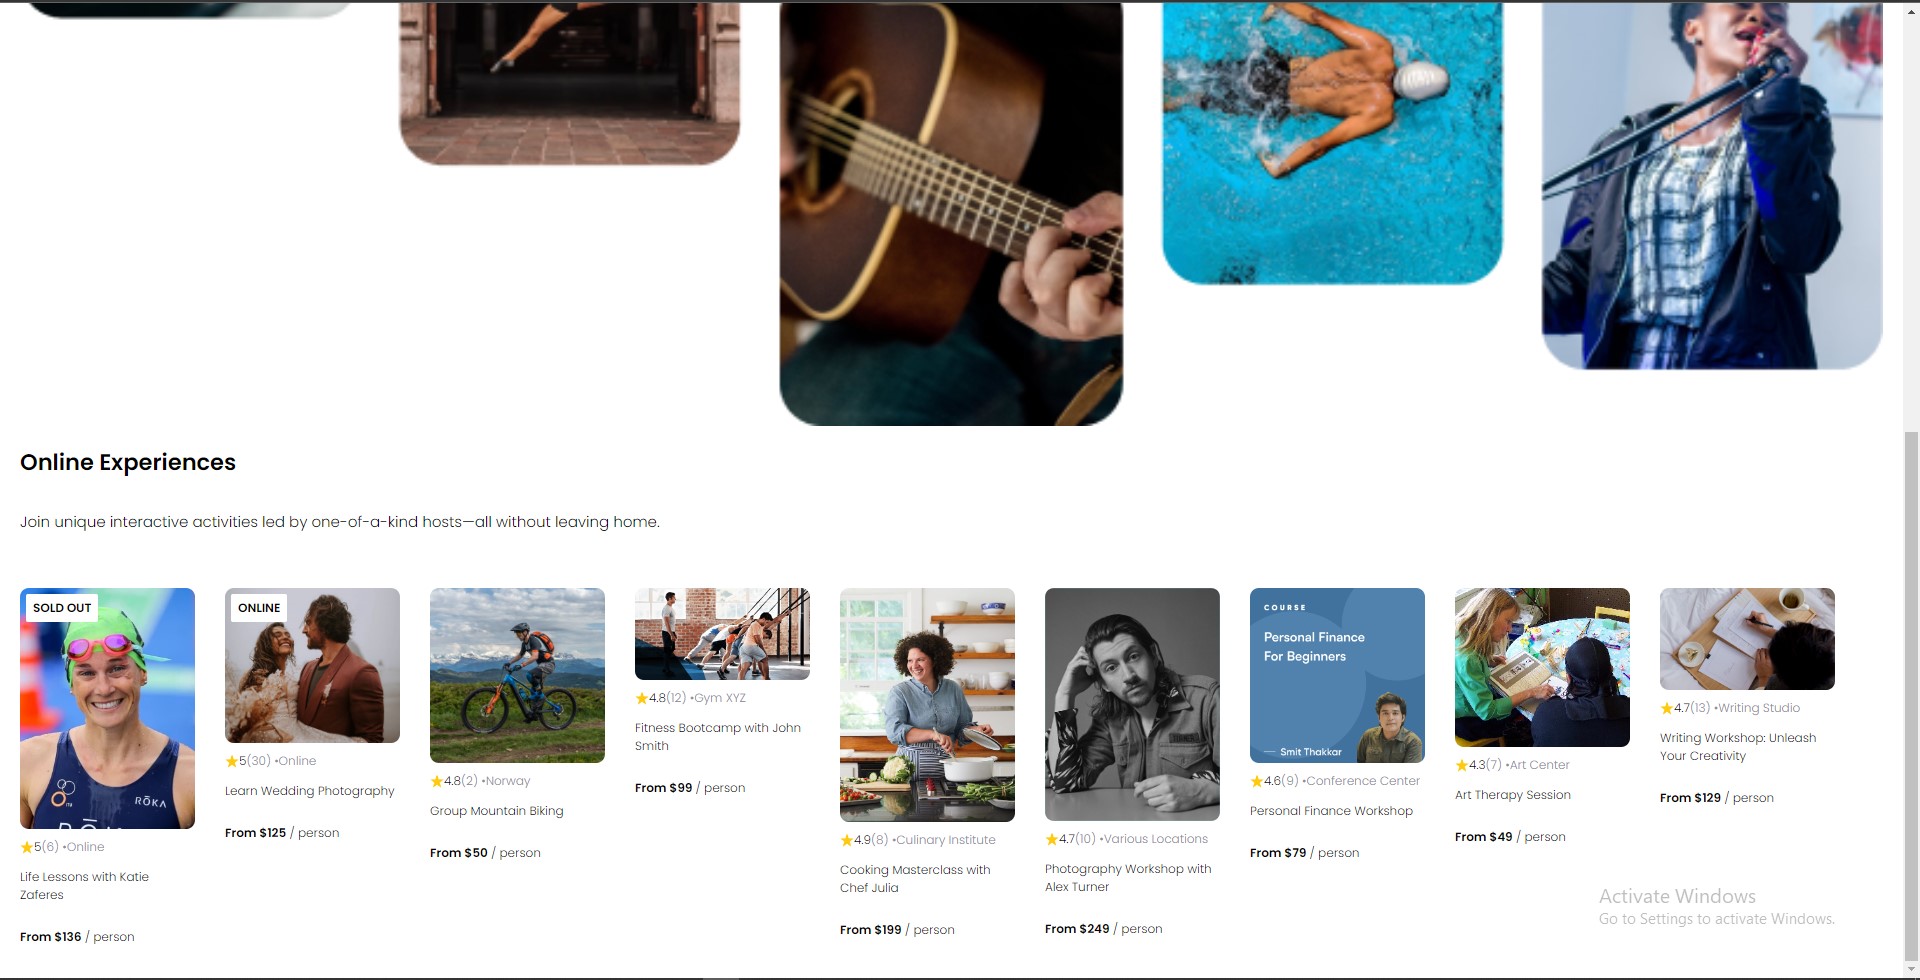 Online Experiences
Join unique interactive activities led by one-of-a-kind hosts—all without leaving home.
SOLD OUT
RŌKA
5(6) •Online
Life Lessons with Katie
Zaferes
From $136 / person
ONLINE
5(30) •Online
Learn Wedding Photography
From $125 / person
4.8(2) •Norway
Group Mountain Biking
From $50 / person
4.8(12) •Gym XYZ
Fitness Bootcamp with John
Smith
From $99 / person
4.9(8) •Culinary Institute
Cooking Masterclass with
Chef Julia
From $199 / person
4.7(10) •Various Locations
Photography Workshop with
Alex Turner
From $249 / person
COURSE
Personal Finance
For Beginners
— Smit Thakkar
4.6(9) •Conference Center
Personal Finance Workshop
From $79 / person
4.3(7) •Art Center
Art Therapy Session
From $49 / person
4.7(13) •Writing Studio
Writing Workshop: Unleash
Your Creativity
From $129 / person
Activate Windows
Go to Settings to activate Windows.